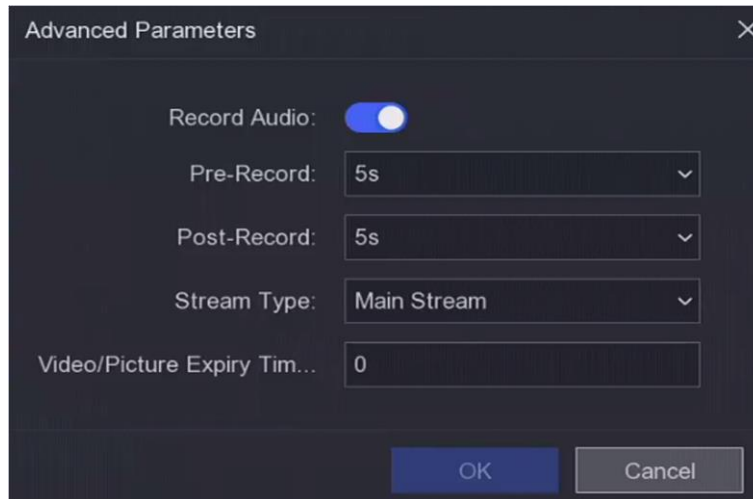 Advanced Parameters
Record Audio:
Pre-Record: 5s
Post-Record: 5s
Stream Type: Main Stream
Video/Picture Expiry Tim... 0
OK Cancel